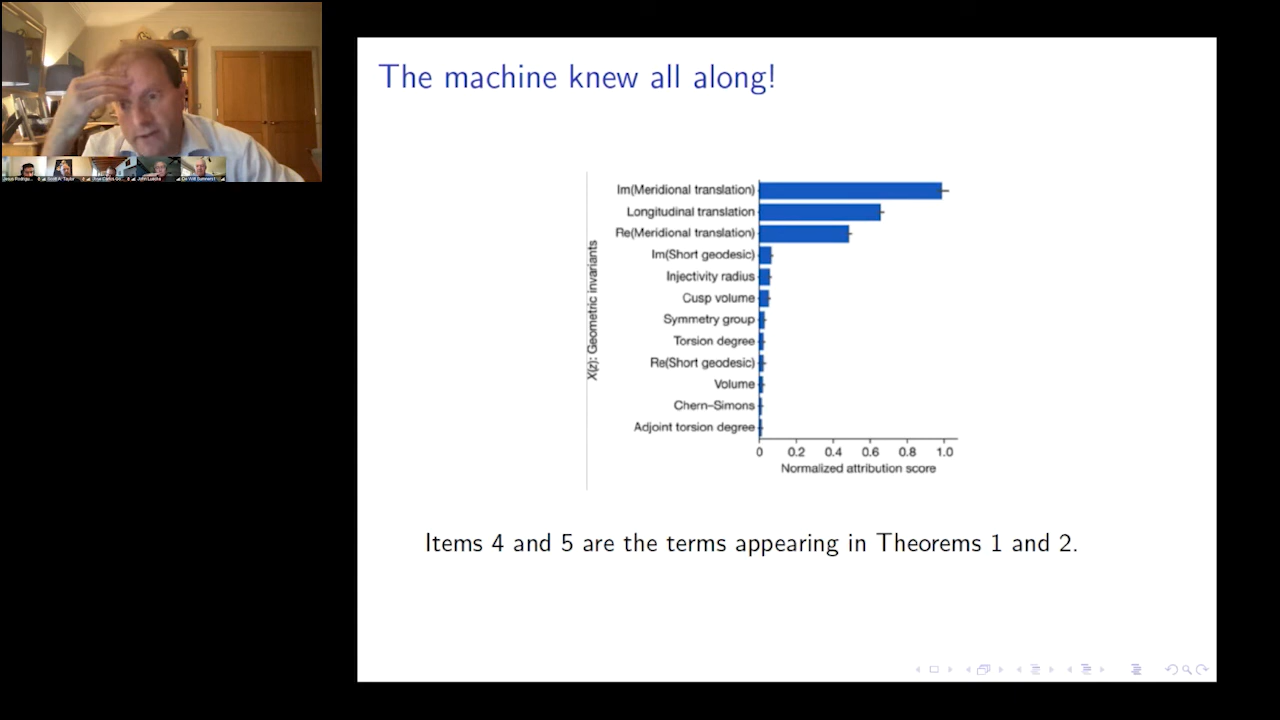 The machine knew all along!
X(z): Geometric invariants
Im(Meridional translation)
Longitudinal translation
Re(Meridional translation)
Im(Short geodesic)
Injectivity radius
Cusp volume
Symmetry group
Torsion degree
Re(Short geodesic)
Volume
Chern–Simons
Adjoint torsion degree
0 0.2 0.4 0.6 0.8 1.0
Normalized attribution score
Items 4 and 5 are the terms appearing in Theorems 1 and 2.